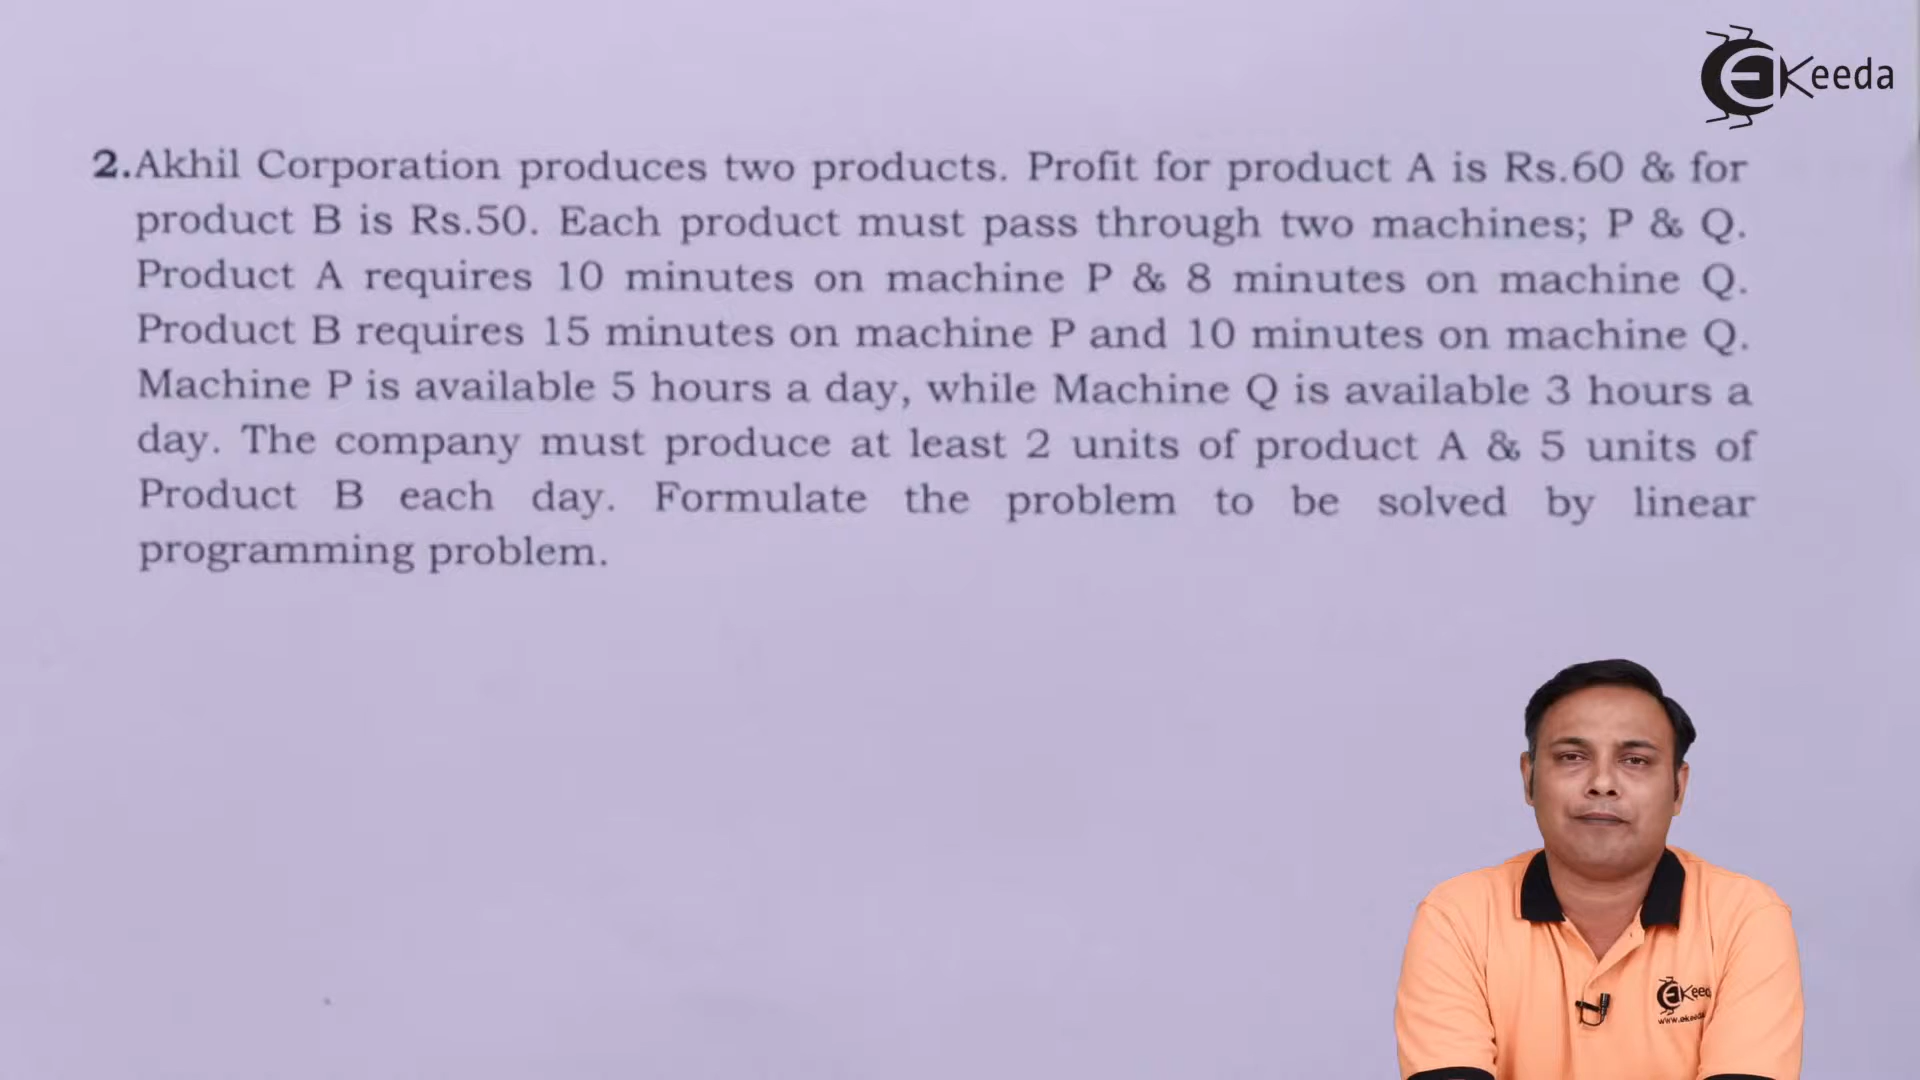 eKeeda
2.Akhil Corporation produces two products. Profit for product A is Rs.60 & for
product B is Rs.50. Each product must pass through two machines; P & Q.
Product A requires 10 minutes on machine P & 8 minutes on machine Q.
Product B requires 15 minutes on machine P and 10 minutes on machine Q.
Machine P is available 5 hours a day, while Machine Q is available 3 hours a
day. The company must produce at least 2 units of product A & 5 units of
Product B each day. Formulate the problem to be solved by linear
programming problem.